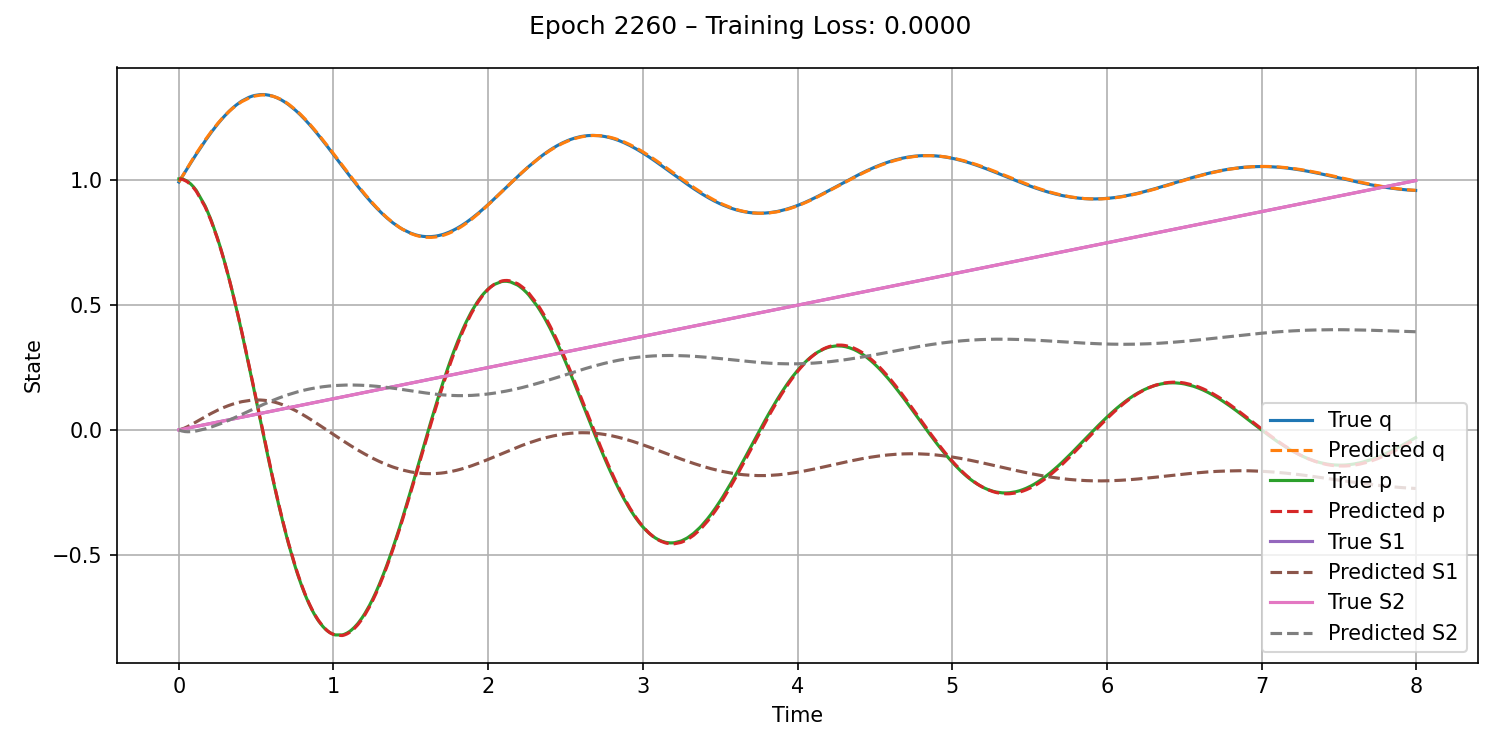 Epoch 2260 – Training Loss: 0.0000
State
1.0
0.5
0.0
−0.5
0 1 2 3 4 5 6 7 8
Time
True q
Predicted q
True p
Predicted p
True S1
Predicted S1
True S2
Predicted S2